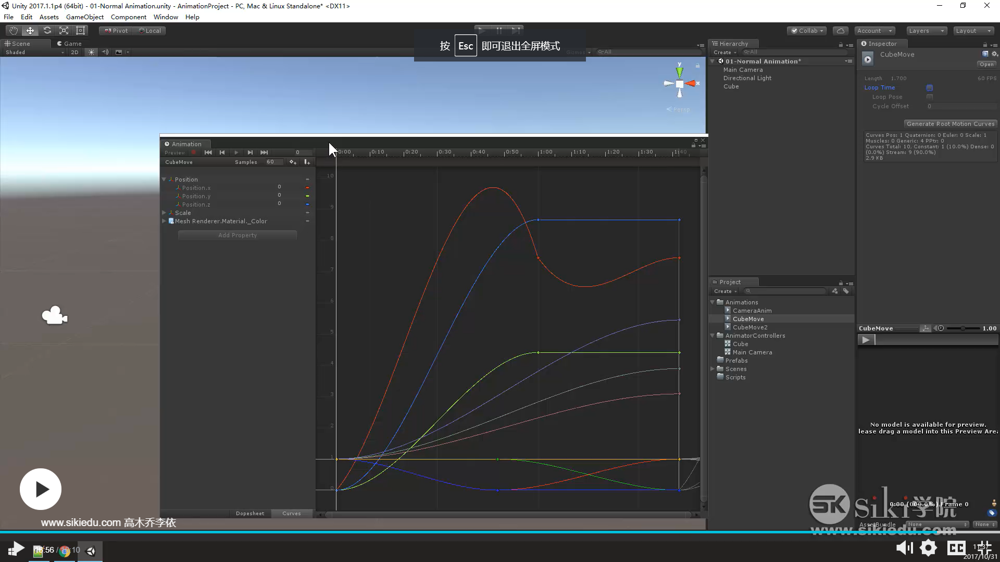 Unity 2017.1.1p4 (64bit) - 01-Normal Animation.unity - AnimationProject - PC, Mac & Linux Standalone* <DX11>
File Edit Assets GameObject Component Window Help
Pivot Local
Collab Account Layers Layout
按 Esc 即可退出全屏模式
Scene Game
Shaded 2D
Gizmos All
y
x
Persp
Animation
Preview 0
CubeMove Samples 60
0:00 0:10 0:20 0:30 0:40 0:50 1:00 1:10 1:20 1:30 1:40
Position
Position.x 0
Position.y 0
Position.z 0
Scale
Mesh Renderer.Material._Color
Add Property
10
9
8
7
6
5
4
3
2
1
0
Dopesheet Curves
Hierarchy
Create All
01-Normal Animation*
Main Camera
Directional Light
Cube
Project
Create
Animations
CameraAnim
CubeMove
CubeMove2
AnimatorControllers
Cube
Main Camera
Prefabs
Scenes
Scripts
Inspector
CubeMove
Open
Length 1.700 60 FPS
Loop Time
Loop Pose
Cycle Offset 0
Generate Root Motion Curves
Curves Pos: 1 Quaternion: 0 Euler: 0 Scale: 1
Muscles: 0 Generic: 4 PPtr: 0
Curves Total: 10, Constant: 1 (10.0%) Dense: 0
(0.0%) Stream: 9 (90.0%)
2.9 KB
CubeMove 1.00
No model is available for preview.
lease drag a model into this Preview Area
0:00 (000.0%) Frame 0
AssetBundle None None
SK siki学院
www.sikiedu.com
www.sikiedu.com 高木乔李依
16:56
CC
11:37
2017/10/31